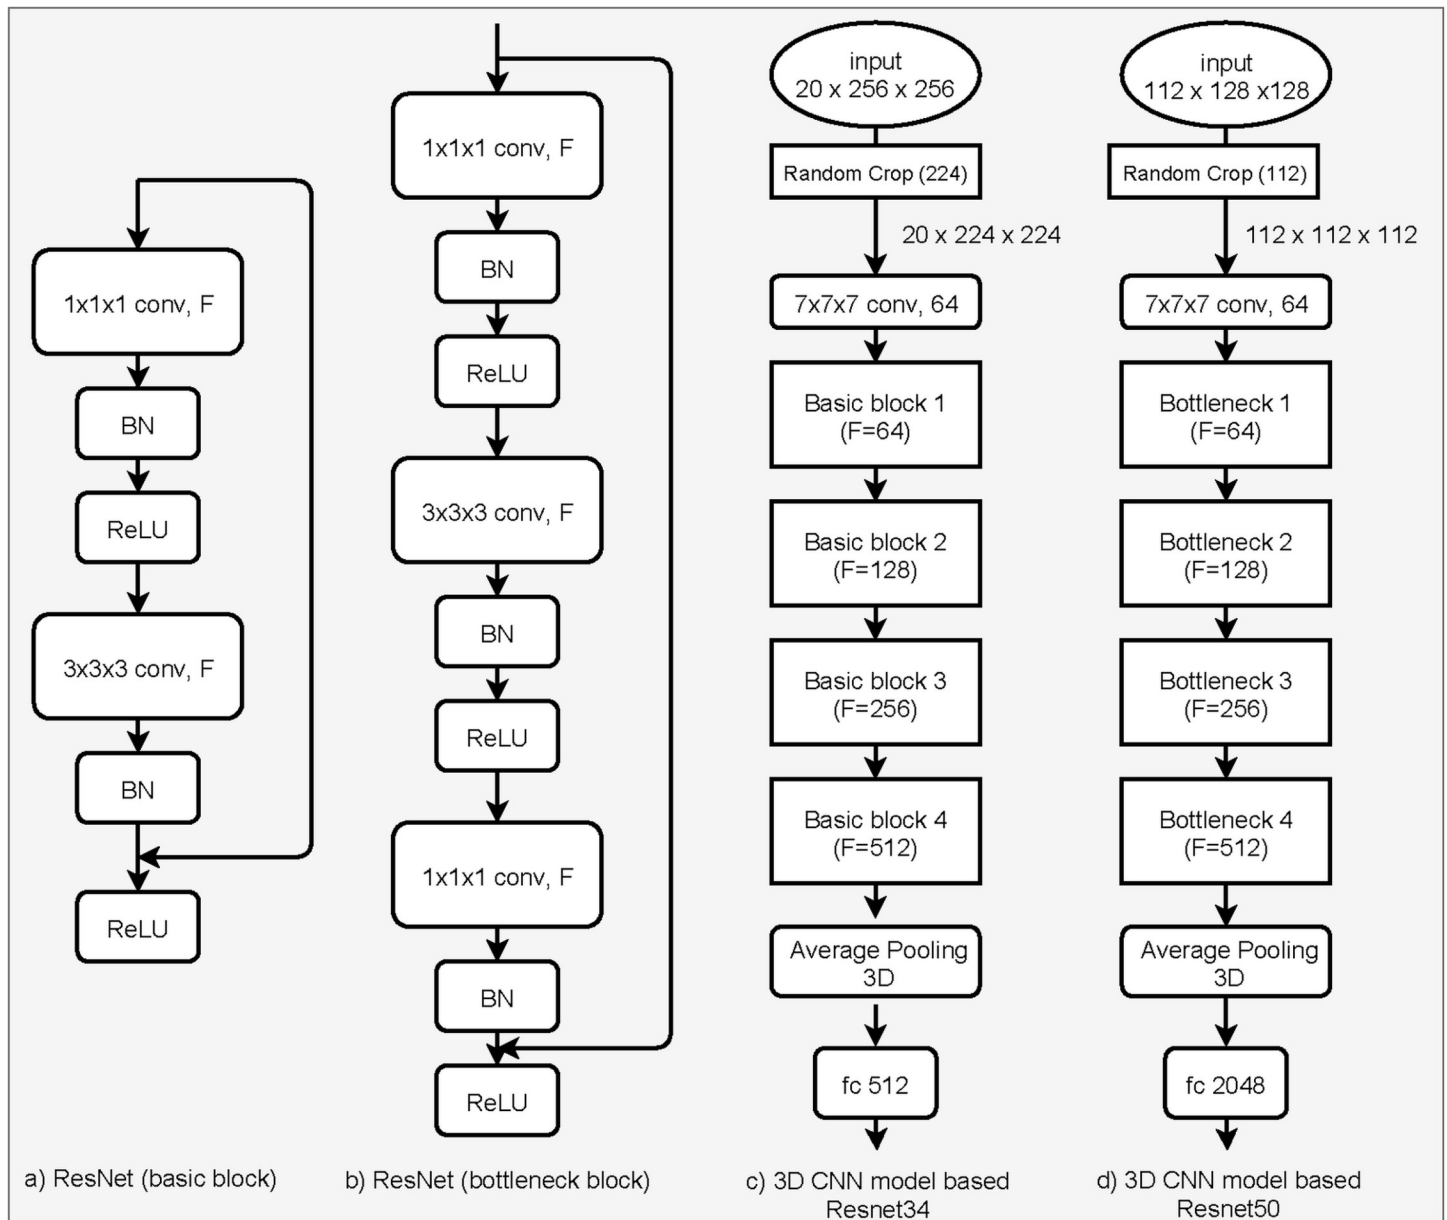 1x1x1 conv, F
BN
ReLU
3x3x3 conv, F
BN
ReLU
a) ResNet (basic block)
1x1x1 conv, F
BN
ReLU
3x3x3 conv, F
BN
ReLU
1x1x1 conv, F
BN
ReLU
b) ResNet (bottleneck block)
input
20 x 256 x 256
Random Crop (224)
20 x 224 x 224
7x7x7 conv, 64
Basic block 1
(F=64)
Basic block 2
(F=128)
Basic block 3
(F=256)
Basic block 4
(F=512)
Average Pooling
3D
fc 512
c) 3D CNN model based
Resnet34
input
112 x 128 x128
Random Crop (112)
112 x 112 x 112
7x7x7 conv, 64
Bottleneck 1
(F=64)
Bottleneck 2
(F=128)
Bottleneck 3
(F=256)
Bottleneck 4
(F=512)
Average Pooling
3D
fc 2048
d) 3D CNN model based
Resnet50